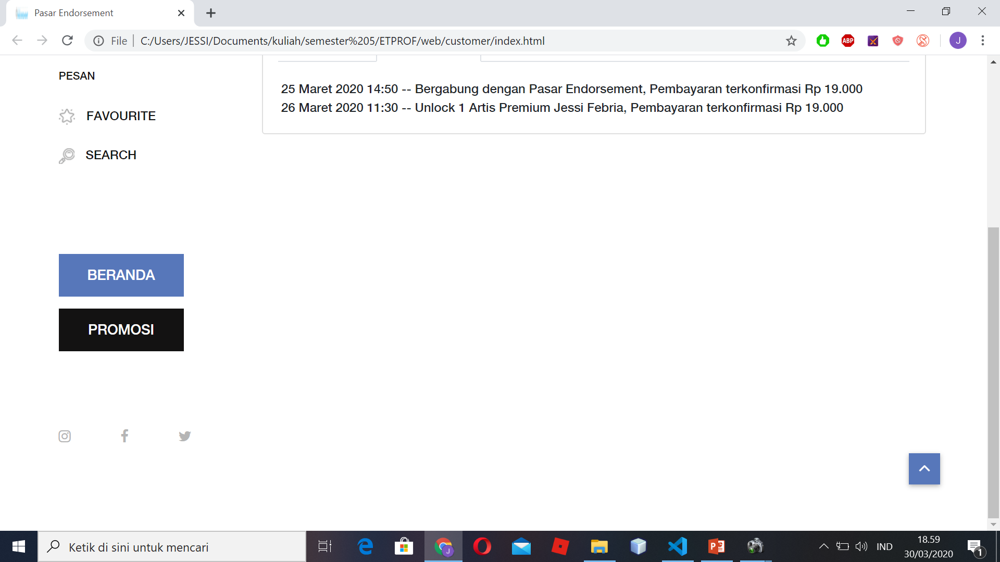 Pasar Endorsement
File
C:/Users/JESSI/Documents/kuliah/semester%205/ETPROF/web/customer/index.html
ABP
J
PESAN
25 Maret 2020 14:50 -- Bergabung dengan Pasar Endorsement, Pembayaran terkonfirmasi Rp 19.000
26 Maret 2020 11:30 -- Unlock 1 Artis Premium Jessi Febria, Pembayaran terkonfirmasi Rp 19.000
FAVOURITE
SEARCH
BERANDA
PROMOSI
Ketik di sini untuk mencari
J
IND
18.59
30/03/2020
1